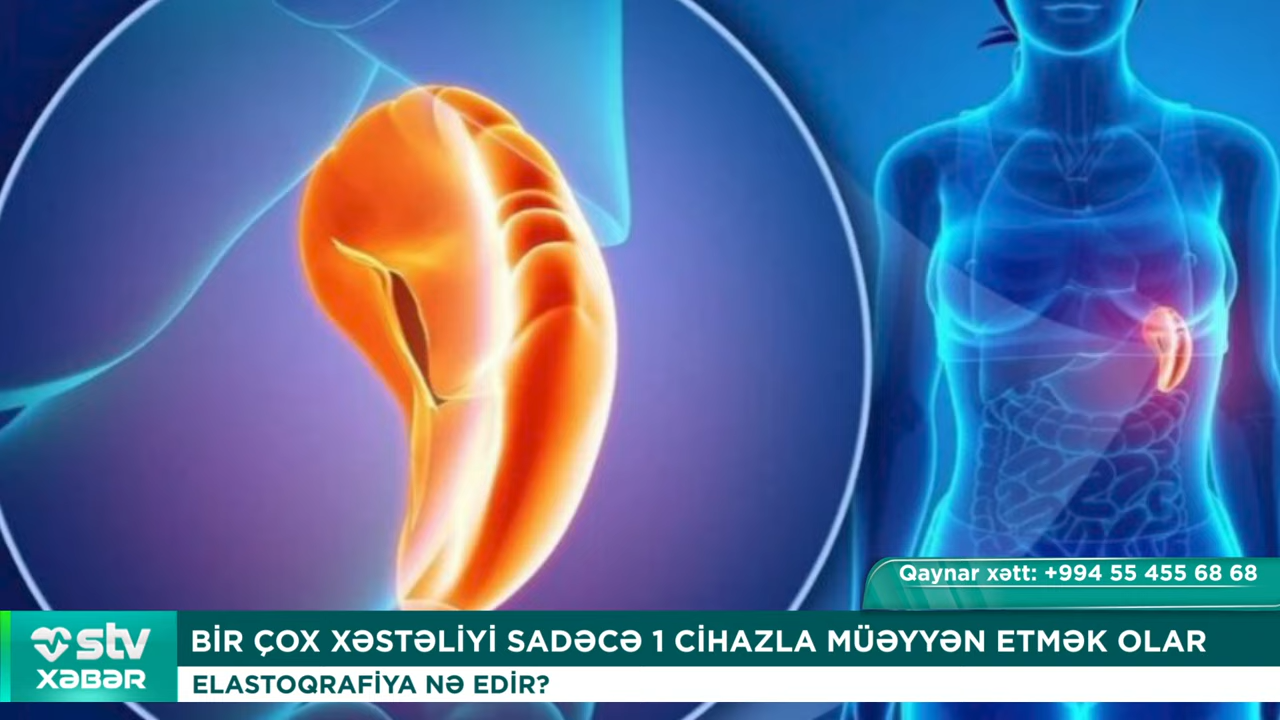 Qaynar xətt: +994 55 455 68 68
stv
XƏBƏR
BİR ÇOX XƏSTƏLİYİ SADƏCƏ 1 CİHAZLA MÜƏYYƏN ETMƏK OLAR
ELASTOQRAFİYA NƏ EDİR?